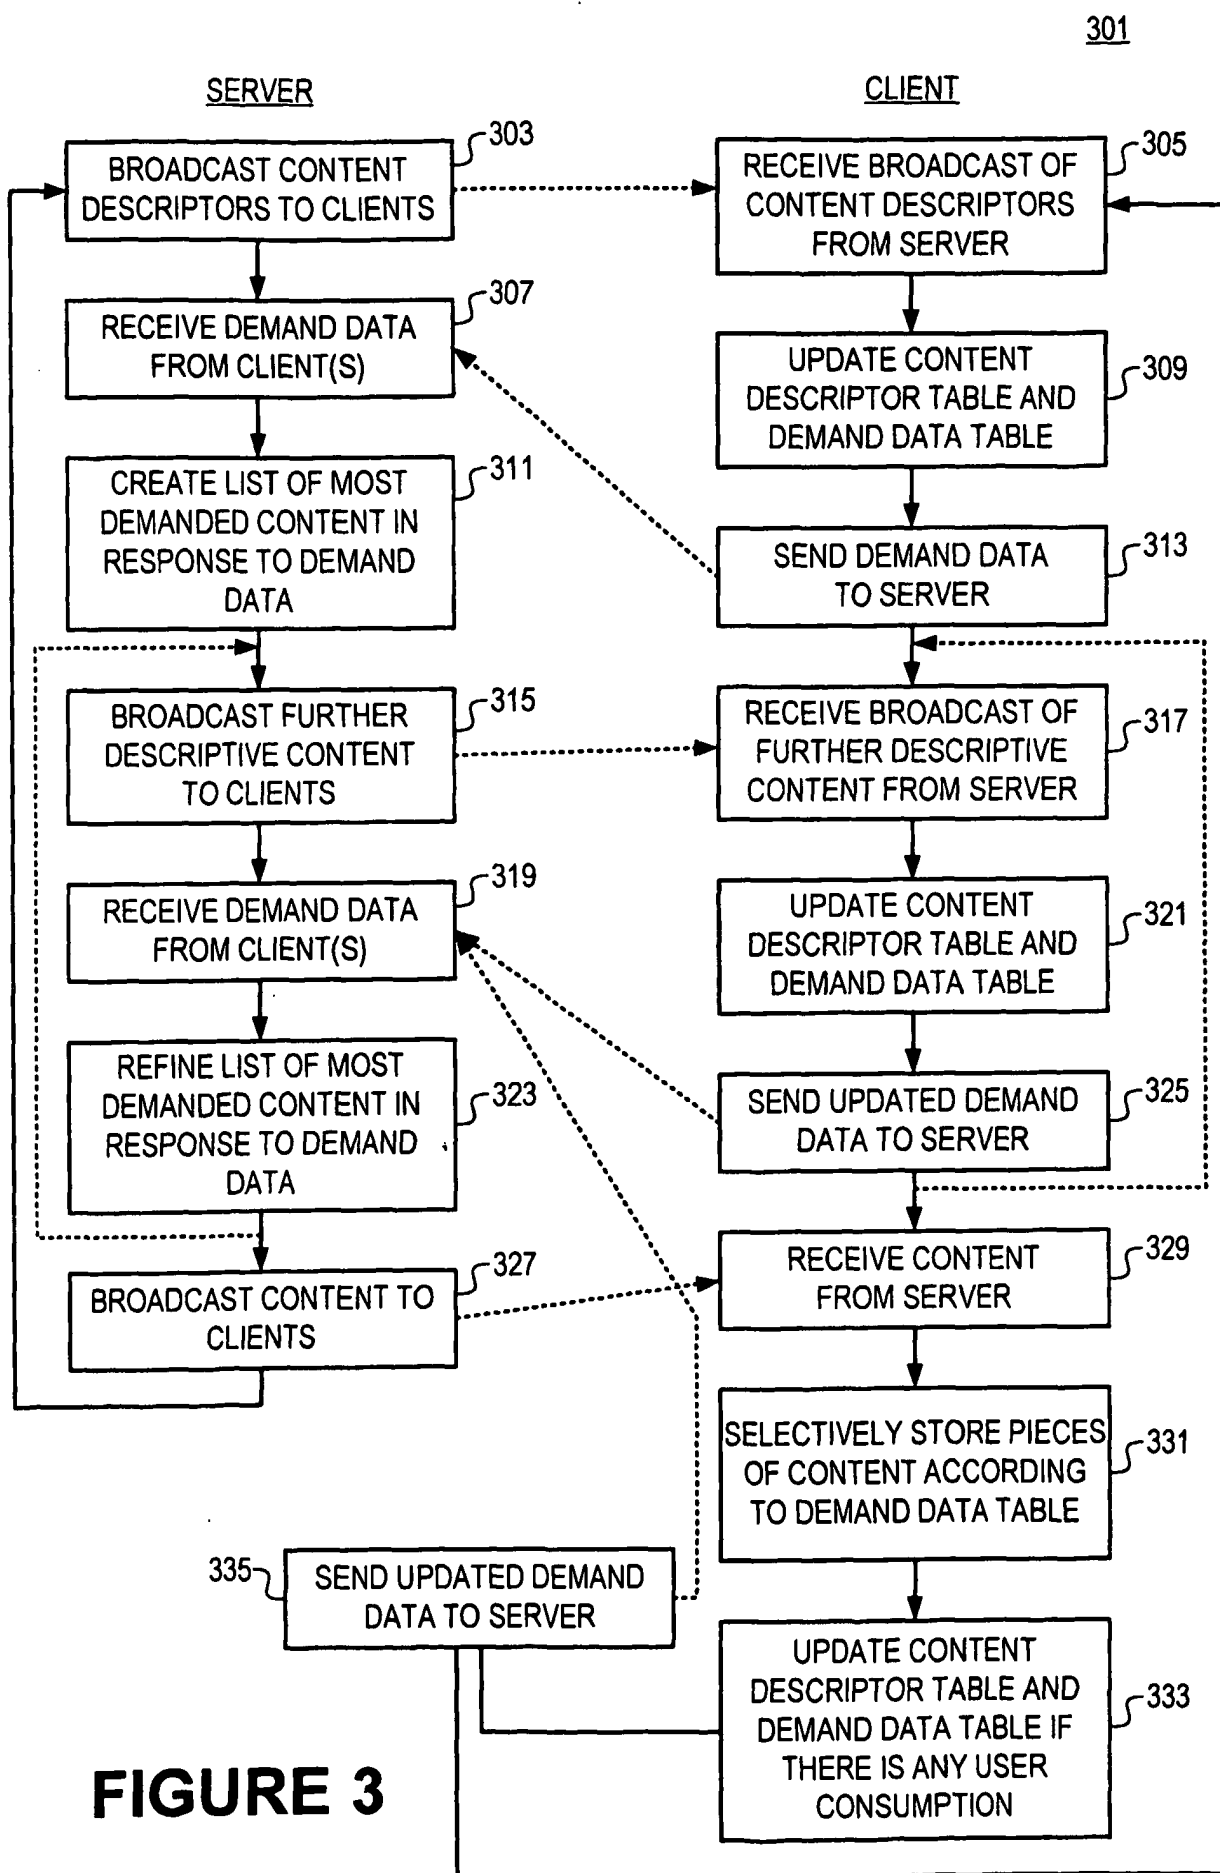 301
SERVER
CLIENT
303
BROADCAST CONTENT
DESCRIPTORS TO CLIENTS
305
RECEIVE BROADCAST OF
CONTENT DESCRIPTORS
FROM SERVER
307
RECEIVE DEMAND DATA
FROM CLIENT(S)
309
UPDATE CONTENT
DESCRIPTOR TABLE AND
DEMAND DATA TABLE
311
CREATE LIST OF MOST
DEMANDED CONTENT IN
RESPONSE TO DEMAND
DATA
313
SEND DEMAND DATA
TO SERVER
315
BROADCAST FURTHER
DESCRIPTIVE CONTENT
TO CLIENTS
317
RECEIVE BROADCAST OF
FURTHER DESCRIPTIVE
CONTENT FROM SERVER
319
RECEIVE DEMAND DATA
FROM CLIENT(S)
321
UPDATE CONTENT
DESCRIPTOR TABLE AND
DEMAND DATA TABLE
323
REFINE LIST OF MOST
DEMANDED CONTENT IN
RESPONSE TO DEMAND
DATA
325
SEND UPDATED DEMAND
DATA TO SERVER
327
BROADCAST CONTENT TO
CLIENTS
329
RECEIVE CONTENT
FROM SERVER
331
SELECTIVELY STORE PIECES
OF CONTENT ACCORDING
TO DEMAND DATA TABLE
335
SEND UPDATED DEMAND
DATA TO SERVER
333
UPDATE CONTENT
DESCRIPTOR TABLE AND
DEMAND DATA TABLE IF
THERE IS ANY USER
CONSUMPTION
FIGURE 3